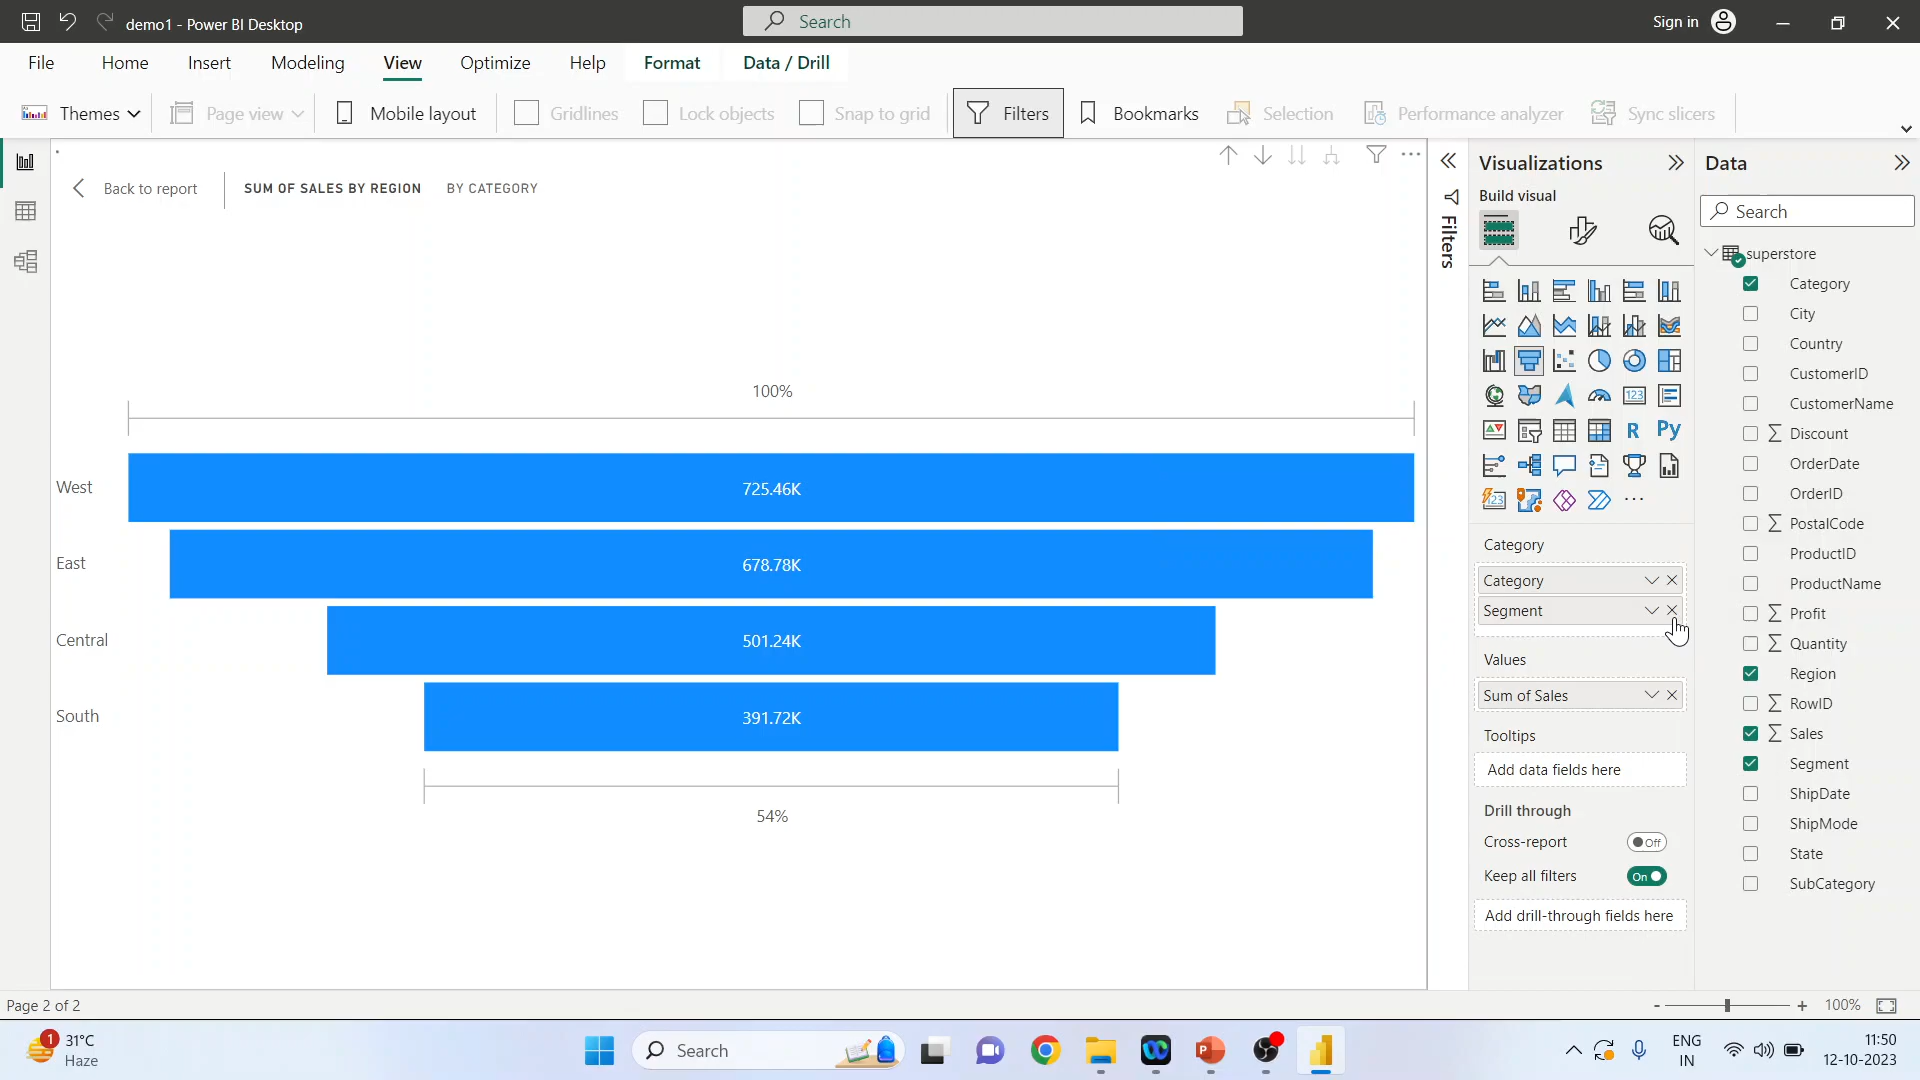 demo1 - Power BI Desktop
Search
Sign in
File Home Insert Modeling View Optimize Help Format Data / Drill
Themes Page view Mobile layout Gridlines Lock objects Snap to grid Filters Bookmarks Selection Performance analyzer Sync slicers
Back to report SUM OF SALES BY REGION BY CATEGORY
100%
West 725.46K
East 678.78K
Central 501.24K
South 391.72K
54%
Filters
Visualizations
Build visual
123
R Py
123
Category
Category
Segment
Values
Sum of Sales
Tooltips
Add data fields here
Drill through
Cross-report Off
Keep all filters On
Add drill-through fields here
Data
Search
superstore
Category
City
Country
CustomerID
CustomerName
Discount
OrderDate
OrderID
PostalCode
ProductID
ProductName
Profit
Quantity
Region
RowID
Sales
Segment
ShipDate
ShipMode
State
SubCategory
Page 2 of 2
- + 100%
1 31°C
Haze
Search
ENG
IN
11:50
12-10-2023